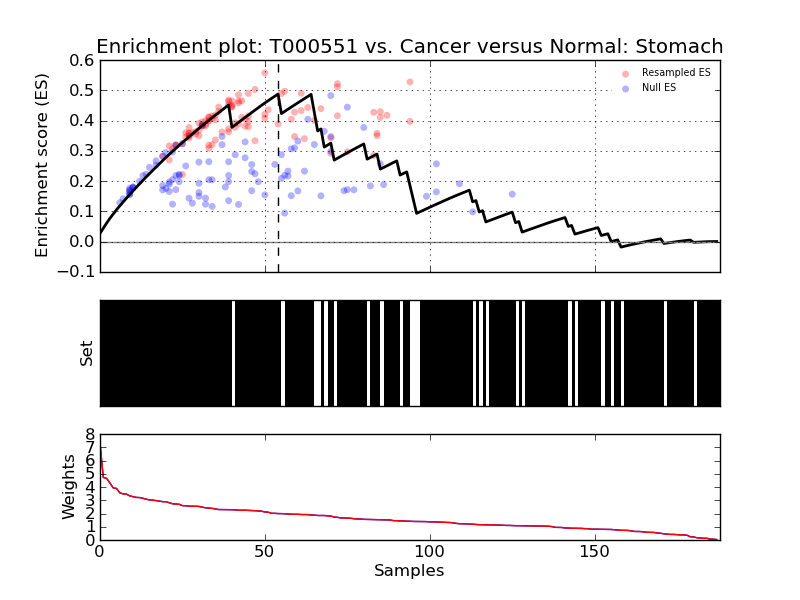 Enrichment plot: T000551 vs. Cancer versus Normal: Stomach
Enrichment score (ES)
0.6
0.5
0.4
0.3
0.2
0.1
0.0
−0.1
Resampled ES
Null ES
Set
Weights
8
7
6
5
4
3
2
1
0
0 50 100 150
Samples